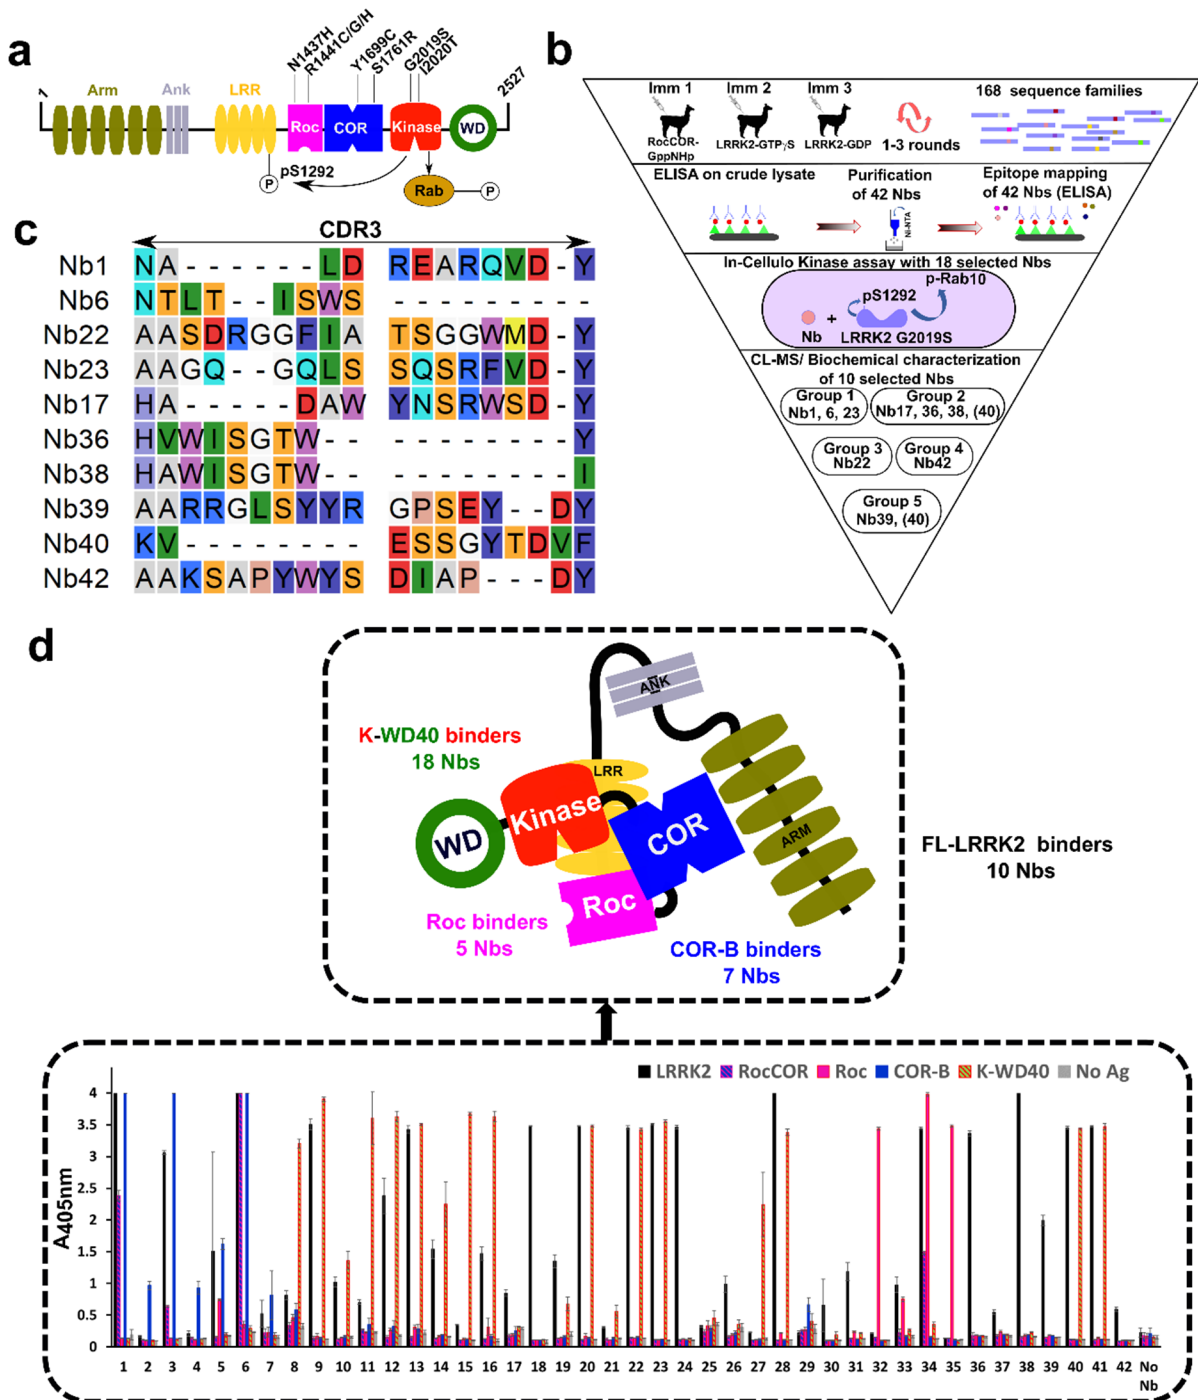 a
N1437H
R1441C/G/H
Y1699C
S1761R
G2019S
I2020T
1
Arm
Ank
LRR
Roc
COR
Kinase
WD
2527
P
pS1292
Rab
P
b
Imm 1
Imm 2
Imm 3
RocCOR-
GppNHp
LRRK2-GTPγS
LRRK2-GDP
1-3 rounds
168 sequence families
ELISA on crude lysate
Purification
of 42 Nbs
Ni-NTA
Epitope mapping
of 42 Nbs (ELISA)
In-Cellulo Kinase assay with 18 selected Nbs
p-Rab10
pS1292
Nb
+
LRRK2 G2019S
CL-MS/ Biochemical characterization
of 10 selected Nbs
Group 1
Nb1, 6, 23
Group 2
Nb17, 36, 38, (40)
Group 3
Nb22
Group 4
Nb42
Group 5
Nb39, (40)
c
CDR3
Nb1 NA------LD REARQVD-Y
Nb6 NTLT--ISWS ---------
Nb22 AASDRGGFIA TSGGWMD-Y
Nb23 AAGQ--GQLS SQSRFVD-Y
Nb17 HA-----DAW YNSRWSD-Y
Nb36 HVWISGTW-- --------Y
Nb38 HAWISGTW-- --------I
Nb39 AARRGLSYYR GPSEY--DY
Nb40 KV-------- ESSGYTDVF
Nb42 AAKSAPYWYS DIAP---DY
d
ANK
K-WD40 binders
18 Nbs
LRR
Kinase
WD
COR
ARM
Roc
FL-LRRK2 binders
10 Nbs
Roc binders
5 Nbs
COR-B binders
7 Nbs
LRRK2 RocCOR Roc COR-B K-WD40 No Ag
A405nm
4
3.5
3
2.5
2
1.5
1
0.5
0
1 2 3 4 5 6 7 8 9 10 11 12 13 14 15 16 17 18 19 20 21 22 23 24 25 26 27 28 29 30 31 32 33 34 35 36 37 38 39 40 41 42 No
Nb